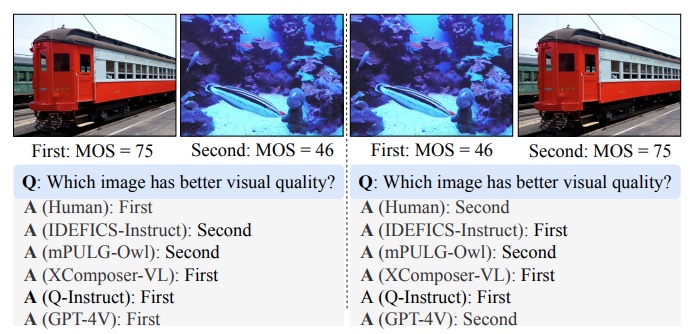 First: MOS = 75
Second: MOS = 46
Q: Which image has better visual quality?
A (Human): First
A (IDEFICS-Instruct): Second
A (mPULG-Owl): Second
A (XComposer-VL): First
A (Q-Instruct): First
A (GPT-4V): First
First: MOS = 46
Second: MOS = 75
Q: Which image has better visual quality?
A (Human): Second
A (IDEFICS-Instruct): First
A (mPULG-Owl): Second
A (XComposer-VL): First
A (Q-Instruct): First
A (GPT-4V): Second